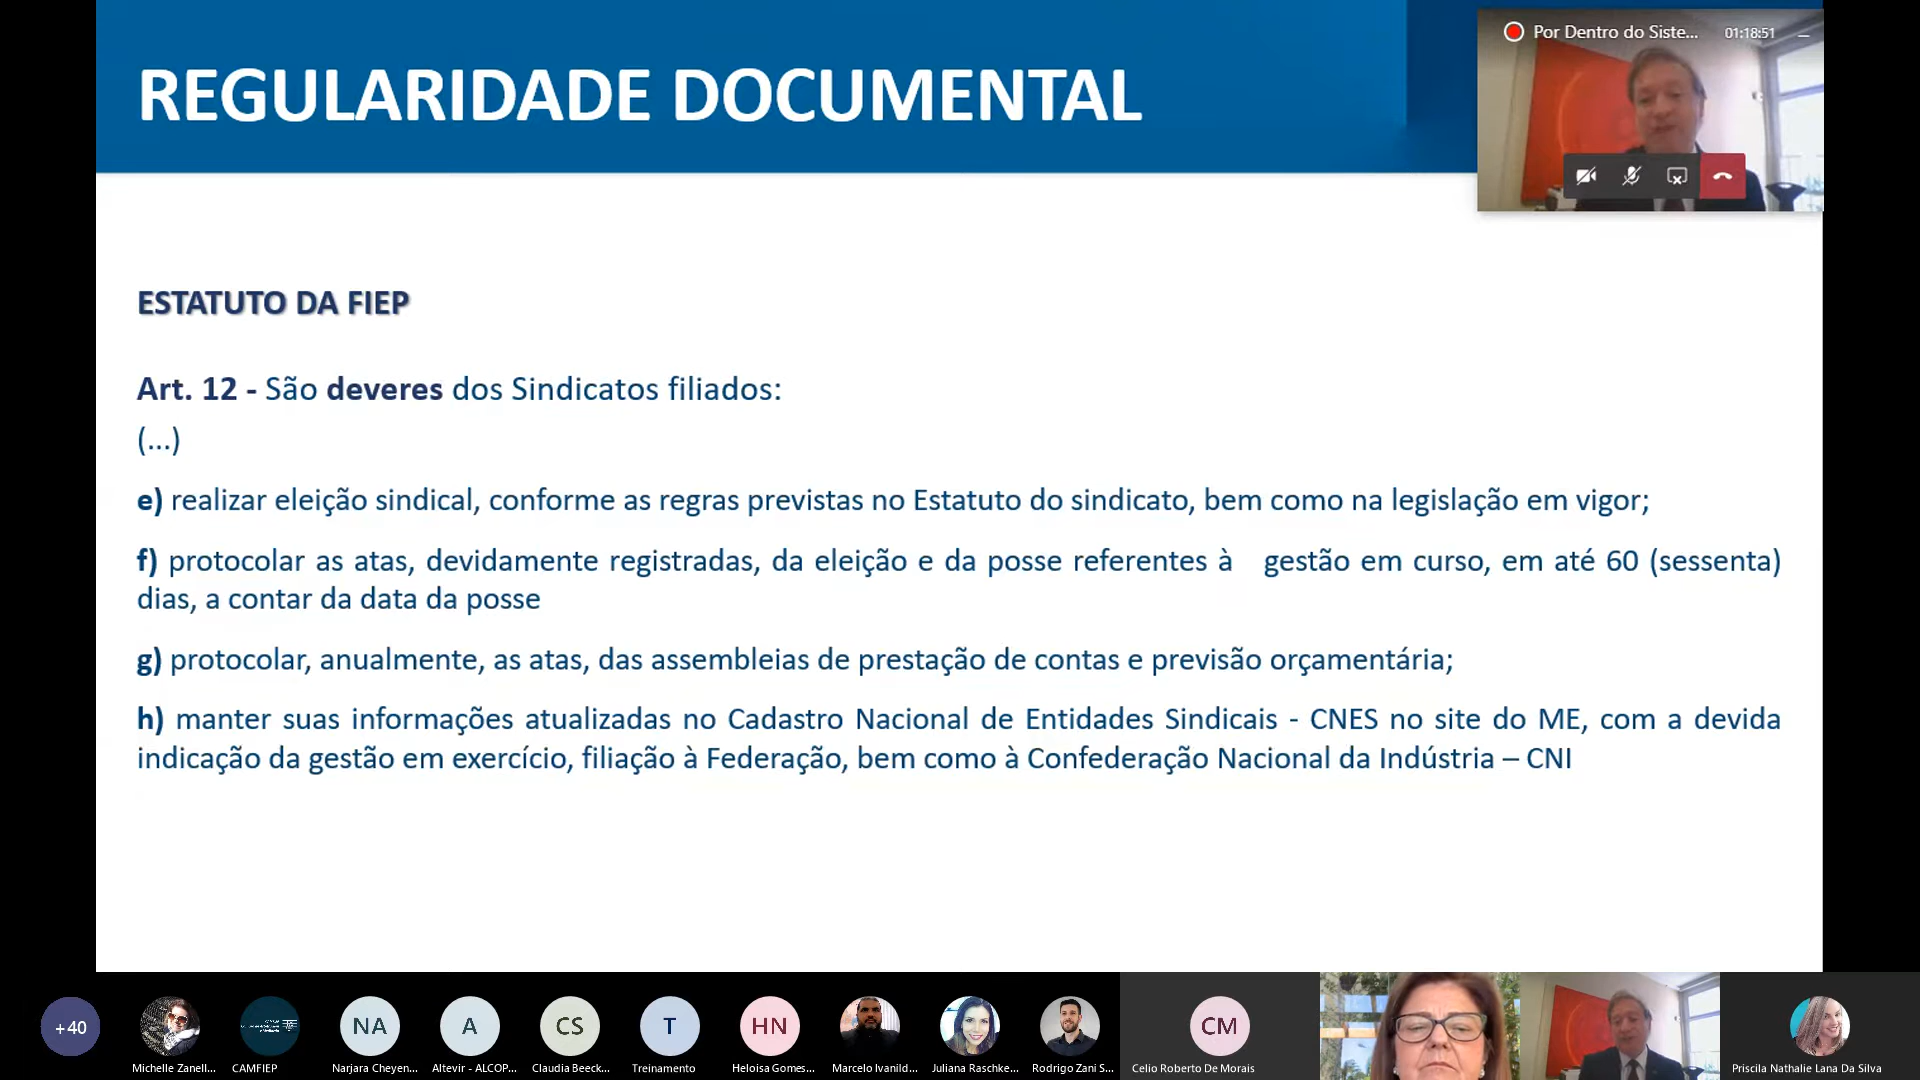 REGULARIDADE DOCUMENTAL
Por Dentro do Siste...
01:18:51
ESTATUTO DA FIEP
Art. 12 - São deveres dos Sindicatos filiados:
(...)
e) realizar eleição sindical, conforme as regras previstas no Estatuto do sindicato, bem como na legislação em vigor;
f) protocolar as atas, devidamente registradas, da eleição e da posse referentes à gestão em curso, em até 60 (sessenta)
dias, a contar da data da posse
g) protocolar, anualmente, as atas, das assembleias de prestação de contas e previsão orçamentária;
h) manter suas informações atualizadas no Cadastro Nacional de Entidades Sindicais - CNES no site do ME, com a devida
indicação da gestão em exercício, filiação à Federação, bem como à Confederação Nacional da Indústria – CNI
+40
NA
A
CS
T
HN
CM
Michelle Zanell...
CAMFIEP
Narjara Cheyen...
Altevir - ALCOP...
Claudia Beeck...
Treinamento
Heloisa Gomes...
Marcelo Ivanild...
Juliana Raschke...
Rodrigo Zani S...
Celio Roberto De Morais
Priscila Nathalie Lana Da Silva